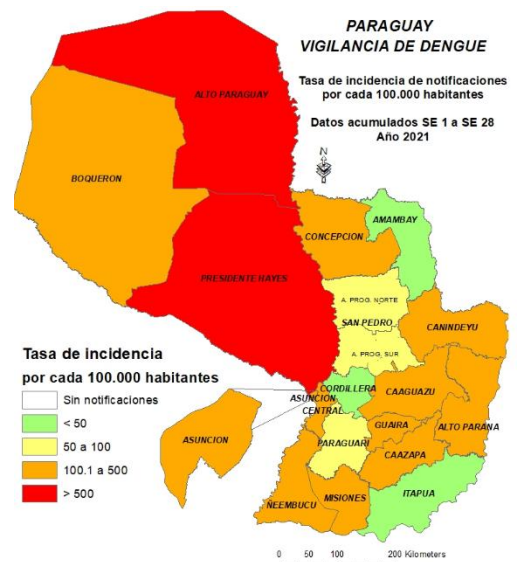 PARAGUAY
VIGILANCIA DE DENGUE
Tasa de incidencia de notificaciones
por cada 100.000 habitantes
Datos acumulados SE 1 a SE 28
Año 2021
N
ALTO PARAGUAY
BOQUERON
AMAMBAY
CONCEPCION
PRESIDENTE HAYES
A. PROG. NORTE
SAN PEDRO
CANINDEYU
A. PROG. SUR
CORDILLERA
CAAGUAZU
ASUNCION
CENTRAL
GUAIRA
ALTO PARANA
ASUNCION
PARAGUARI
CAAZAPA
ÑEEMBUCU
MISIONES
ITAPUA
Tasa de incidencia
por cada 100.000 habitantes
Sin notificaciones
< 50
50 a 100
100.1 a 500
> 500
0 50 100 200 Kilometers